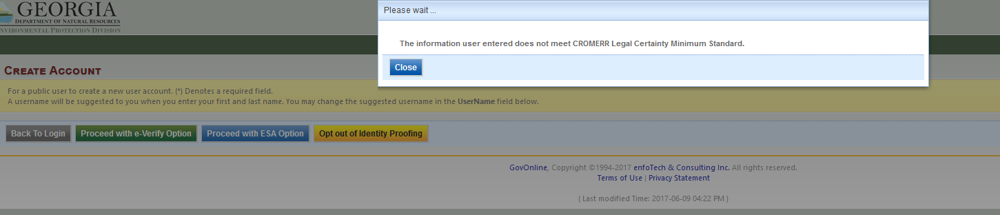 GEORGIA
DEPARTMENT OF NATURAL RESOURCES
ENVIRONMENTAL PROTECTION DIVISION
Please wait ...
The information user entered does not meet CROMERR Legal Certainty Minimum Standard.
Close
CREATE ACCOUNT
For a public user to create a new user account. (*) Denotes a required field.
A username will be suggested to you when you enter your first and last name. You may change the suggested username in the UserName field below.
Back To Login Proceed with e-Verify Option Proceed with ESA Option Opt out of Identity Proofing
GovOnline, Copyright ©1994-2017 enfoTech & Consulting Inc. All rights reserved.
Terms of Use | Privacy Statement
( Last modified Time: 2017-06-09 04:22 PM )